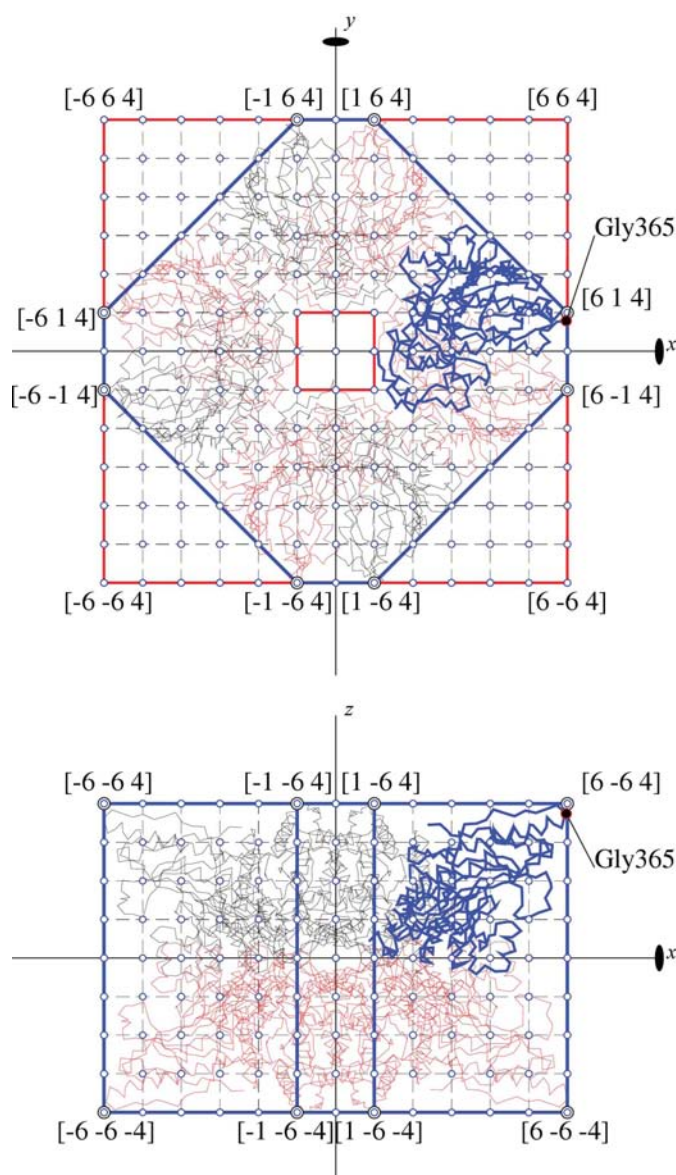 y
[-6 6 4] [-1 6 4] [1 6 4] [6 6 4]
Gly365
[-6 1 4] [6 1 4]
x
[-6 -1 4] [6 -1 4]
[-6 -6 4] [-1 -6 4] [1 -6 4] [6 -6 4]
z
[-6 -6 4] [-1 -6 4] [1 -6 4] [6 -6 4]
Gly365
x
[-6 -6 -4] [-1 -6 -4] [1 -6 -4] [6 -6 -4]